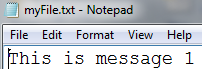 myFile.txt - Notepad
File Edit Format View Help
This is message 1